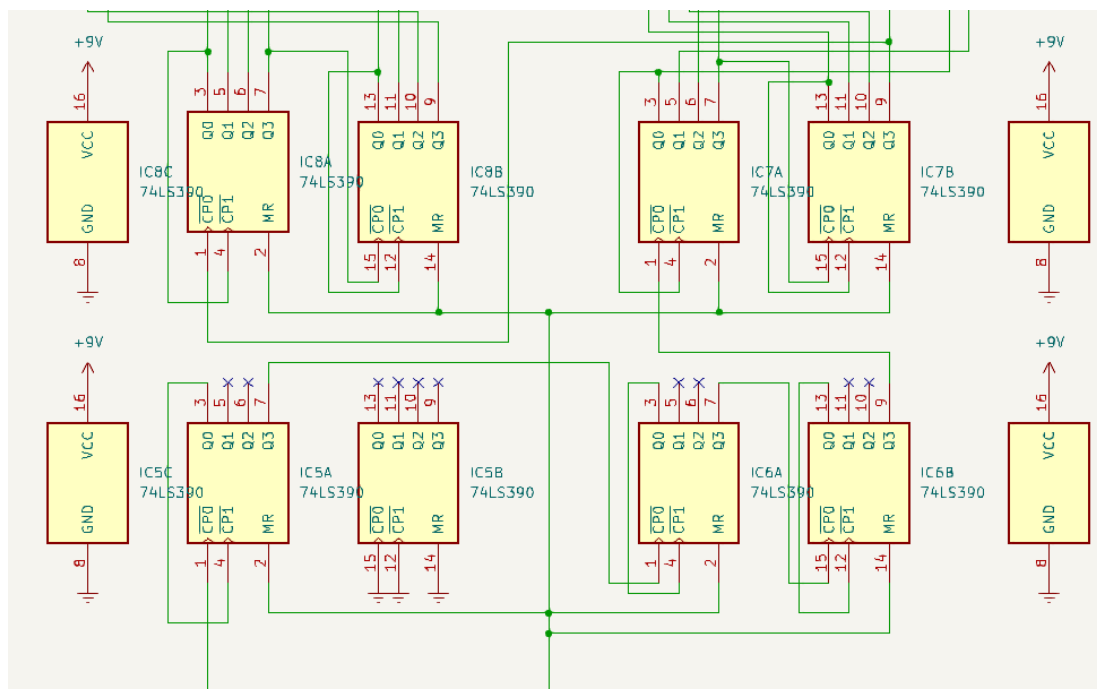 +9V
16
VCC
GND
8
IC8C
74LS390
3
5
6
7
Q0
Q1
Q2
Q3
CP0
CP1
MR
1
4
2
IC8A
74LS390
13
11
10
9
Q0
Q1
Q2
Q3
CP0
CP1
MR
15
12
14
IC8B
74LS390
3
5
6
7
Q0
Q1
Q2
Q3
CP0
CP1
MR
1
4
2
IC7A
74LS390
13
11
10
9
Q0
Q1
Q2
Q3
CP0
CP1
MR
15
12
14
IC7B
74LS390
+9V
16
VCC
GND
8
+9V
16
VCC
GND
8
IC5C
74LS390
3
5
6
7
Q0
Q1
Q2
Q3
CP0
CP1
MR
1
4
2
IC5A
74LS390
13
11
10
9
Q0
Q1
Q2
Q3
CP0
CP1
MR
15
12
14
IC5B
74LS390
3
5
6
7
Q0
Q1
Q2
Q3
CP0
CP1
MR
1
4
2
IC6A
74LS390
13
11
10
9
Q0
Q1
Q2
Q3
CP0
CP1
MR
15
12
14
IC6B
74LS390
+9V
16
VCC
GND
8